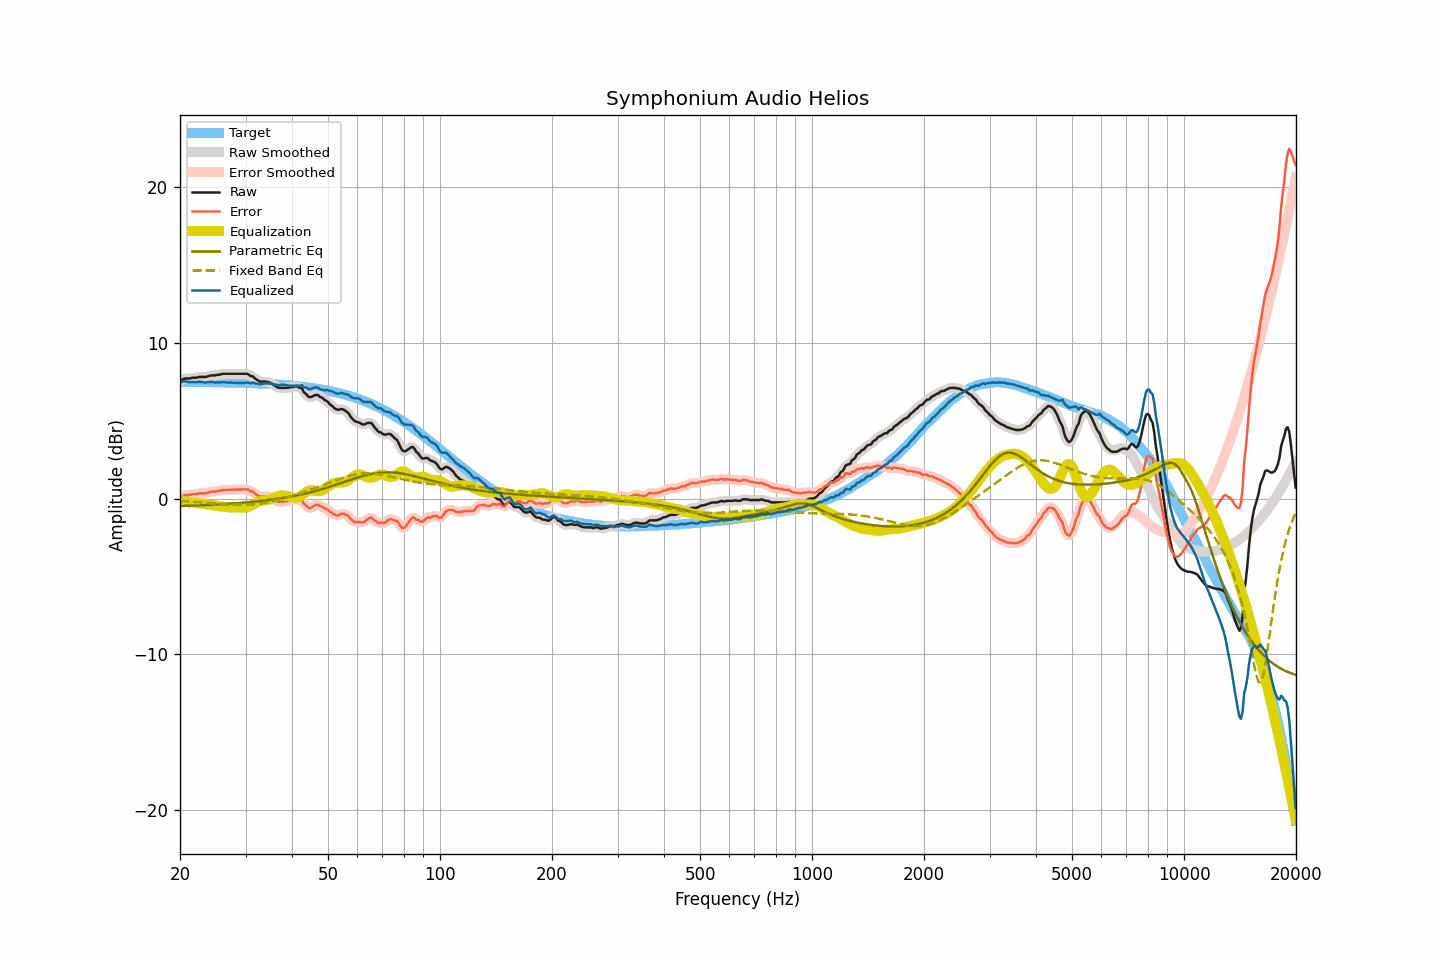 Symphonium Audio Helios
Target
Raw Smoothed
Error Smoothed
Raw
Error
Equalization
Parametric Eq
Fixed Band Eq
Equalized
Amplitude (dBr)
20
10
0
−10
−20
20 50 100 200 500 1000 2000 5000 10000 20000
Frequency (Hz)